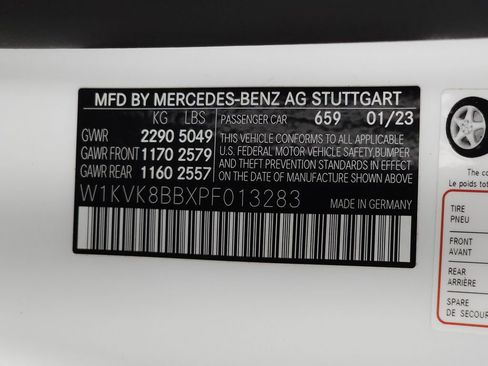 MFD BY MERCEDES-BENZ AG STUTTGART
KG LBS PASSENGER CAR 659 01/23
GVWR 2290 5049
GAWR FRONT 1170 2579
GAWR REAR 1160 2557
THIS VEHICLE CONFORMS TO ALL APPLICABLE
U.S. FEDERAL MOTOR VEHICLE SAFETY, BUMPER
AND THEFT PREVENTION STANDARDS IN EFFECT
ON THE DATE OF MANUFACTURE SHOWN ABOVE
W1KVK8BBXPF013283
MADE IN GERMANY
The co
Le poids tot
TIRE
PNEU
FRONT
AVANT
REAR
ARRIÈRE
SPARE
DE SECOUR